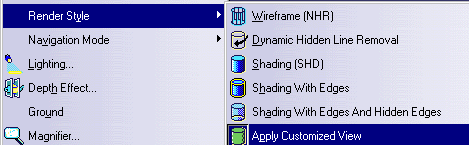 Render Style
Navigation Mode
Lighting...
Depth Effect...
Ground
Magnifier...
Wireframe (NHR)
Dynamic Hidden Line Removal
Shading (SHD)
Shading With Edges
Shading With Edges And Hidden Edges
Apply Customized View